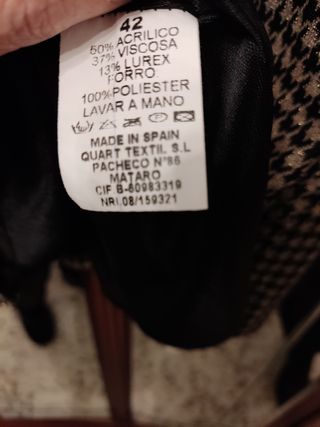 42
50% ACRILICO
37% VISCOSA
13% LUREX
FORRO:
100%POLIESTER
LAVAR A MANO
MADE IN SPAIN
QUART TEXTIL S.L
PACHECO Nº86
MATARO
CIF B-60983319
NRI.08/159321